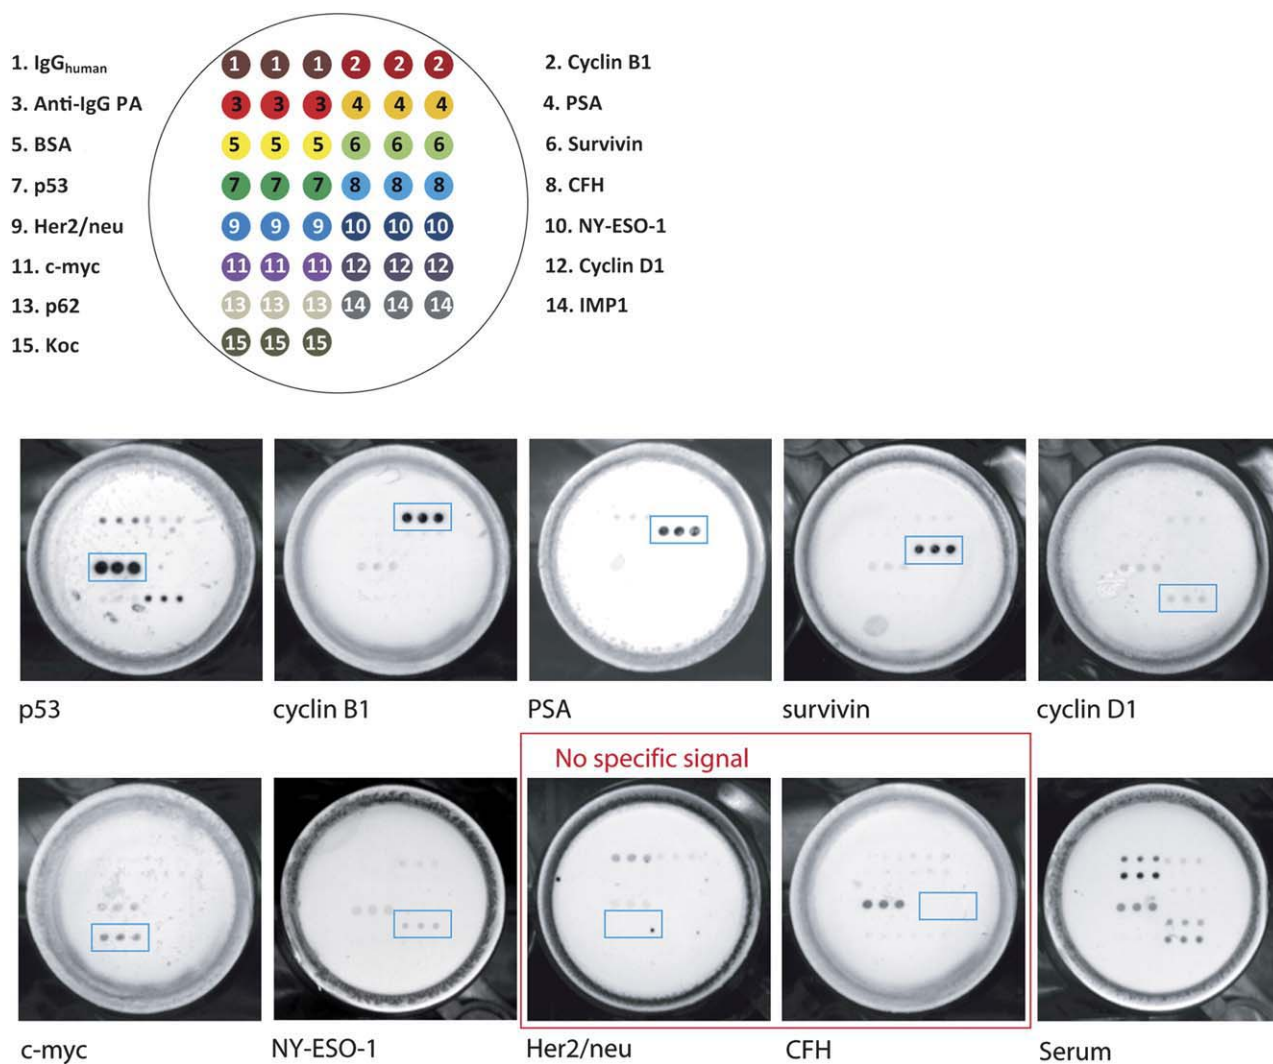 1. IgGhuman 1 1 1 2 2 2 2. Cyclin B1
3. Anti-IgG PA 3 3 3 4 4 4 4. PSA
5. BSA 5 5 5 6 6 6 6. Survivin
7. p53 7 7 7 8 8 8 8. CFH
9. Her2/neu 9 9 9 10 10 10 10. NY-ESO-1
11. c-myc 11 11 11 12 12 12 12. Cyclin D1
13. p62 13 13 13 14 14 14 14. IMP1
15. Koc 15 15 15
p53 cyclin B1 PSA survivin cyclin D1
No specific signal
c-myc NY-ESO-1 Her2/neu CFH Serum